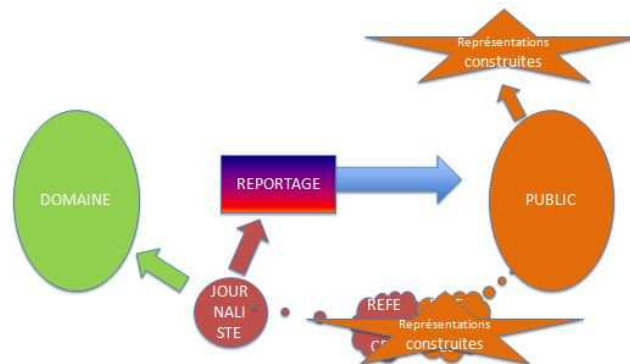 Représentations
construites
DOMAINE
REPORTAGE
PUBLIC
JOUR
NALI
STE
REFE
Représentations
construites